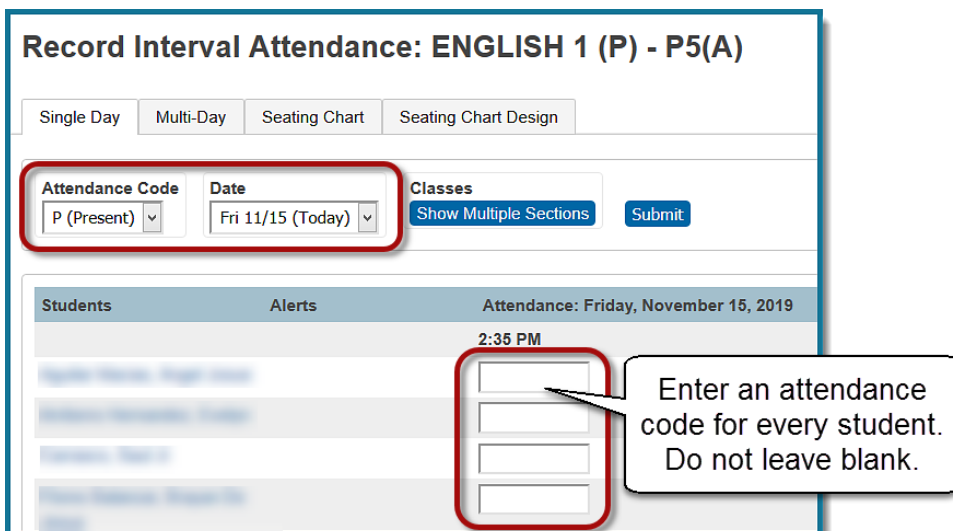 Record Interval Attendance: ENGLISH 1 (P) - P5(A)
Single Day Multi-Day Seating Chart Seating Chart Design
Attendance Code Date Classes
P (Present) Fri 11/15 (Today) Show Multiple Sections Submit
Students Alerts Attendance: Friday, November 15, 2019
2:35 PM
Enter an attendance
code for every student.
Do not leave blank.